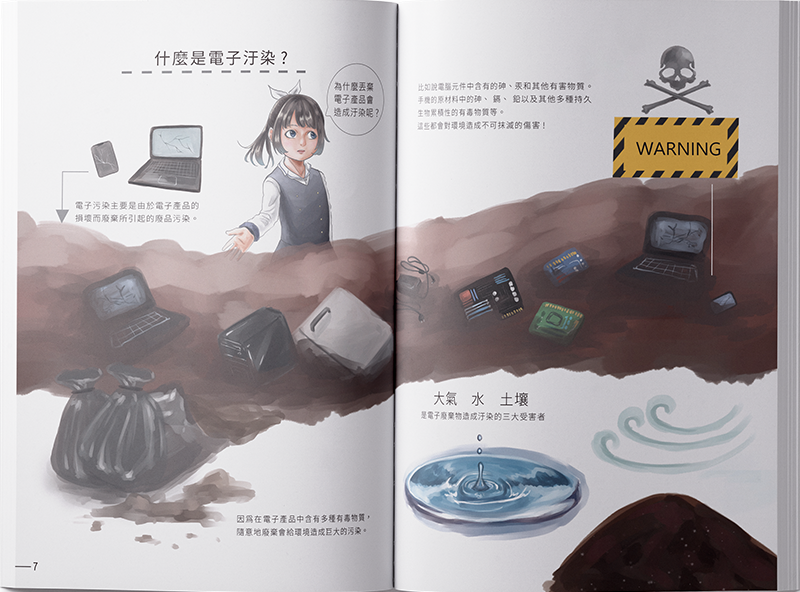 什麼是電子汙染？
為什麼丟棄
電子產品會
造成汙染呢？
電子污染主要是由於電子產品的
損壞而廢棄所引起的廢品污染。
因為在電子產品中含有多種有毒物質，
隨意地廢棄會給環境造成巨大的污染。
7
比如說電腦元件中含有的砷、汞和其他有害物質。
手機的原材料中的砷、鎘、鉛以及其他多種持久
生物累積性的有毒物質等。
這些都會對環境造成不可抹滅的傷害！
WARNING
大氣 水 土壤
是電子廢棄物造成汙染的三大受害者